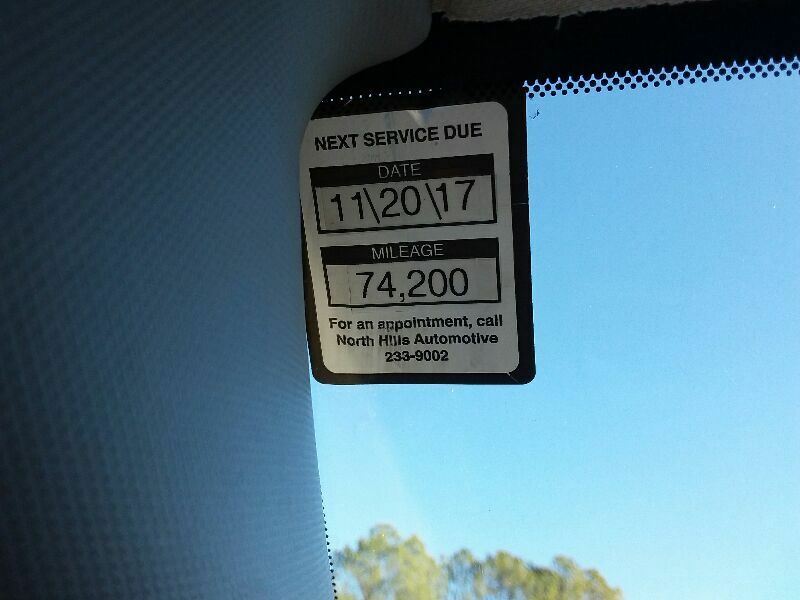 NEXT SERVICE DUE
DATE
11\20\17
MILEAGE
74,200
For an appointment, call
North Hills Automotive
233-9002